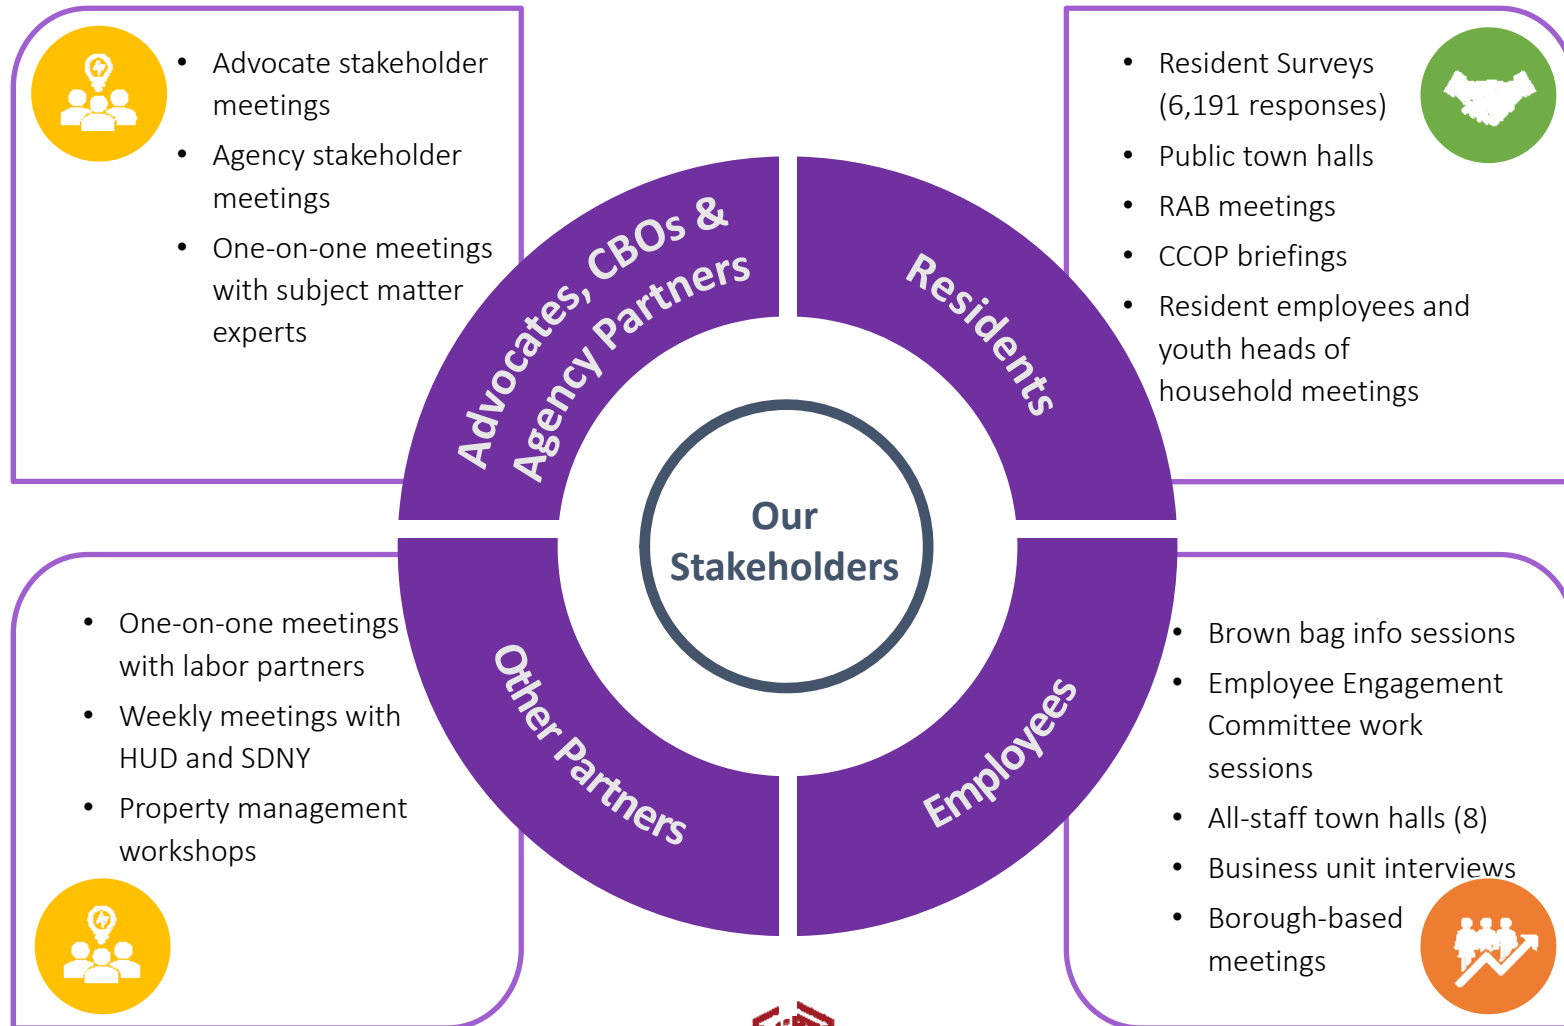 • Advocate stakeholder
meetings
• Agency stakeholder
meetings
• One-on-one meetings
with subject matter
experts
• Resident Surveys
(6,191 responses)
• Public town halls
• RAB meetings
• CCOP briefings
• Resident employees and
youth heads of
household meetings
Advocates, CBOs &
Agency Partners
Residents
Our
Stakeholders
Other Partners
Employees
• One-on-one meetings
with labor partners
• Weekly meetings with
HUD and SDNY
• Property management
workshops
• Brown bag info sessions
• Employee Engagement
Committee work
sessions
• All-staff town halls (8)
• Business unit interviews
• Borough-based
meetings